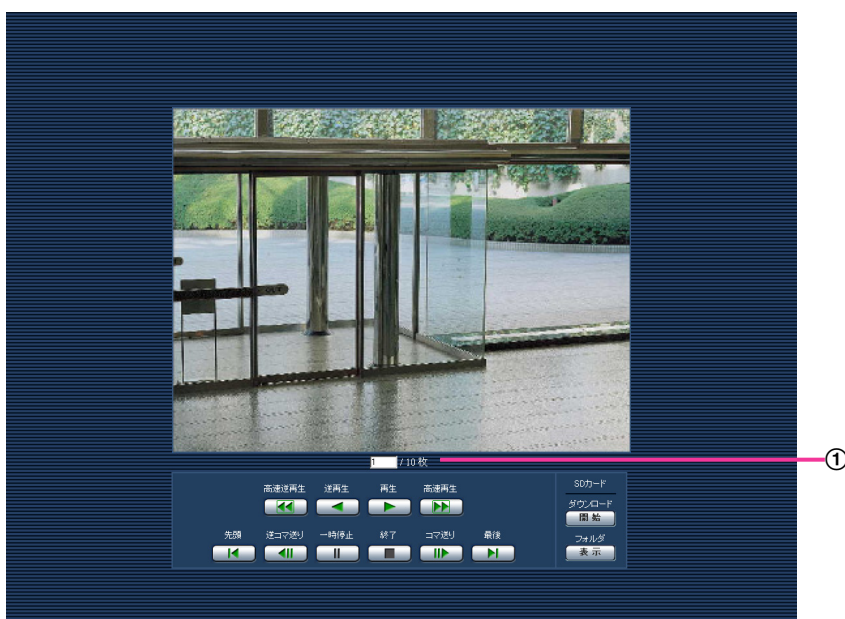 1 / 10 枚
①
高速逆再生 逆再生 再生 高速再生
先頭 逆コマ送り 一時停止 終了 コマ送り 最後
SDカード
ダウンロード
開始
フォルダ
表示